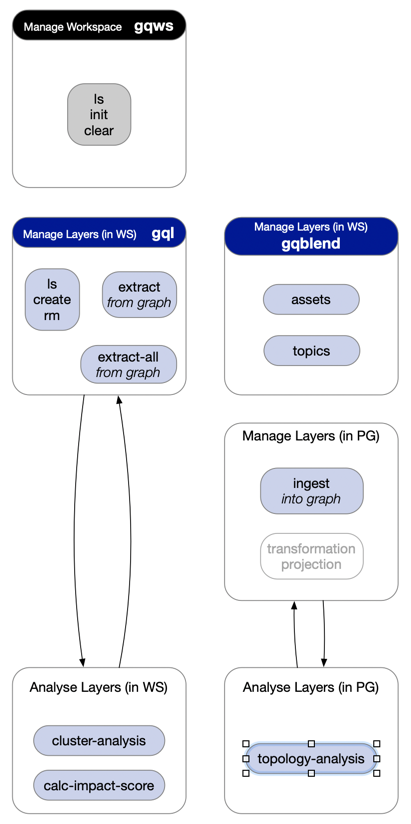 Manage Workspace gqws
ls
init
clear
Manage Layers (in WS) gql
ls
create
rm
extract
from graph
extract-all
from graph
Manage Layers (in WS)
gqblend
assets
topics
Manage Layers (in PG)
ingest
into graph
transformation
projection
Analyse Layers (in WS)
cluster-analysis
calc-impact-score
Analyse Layers (in PG)
topology-analysis